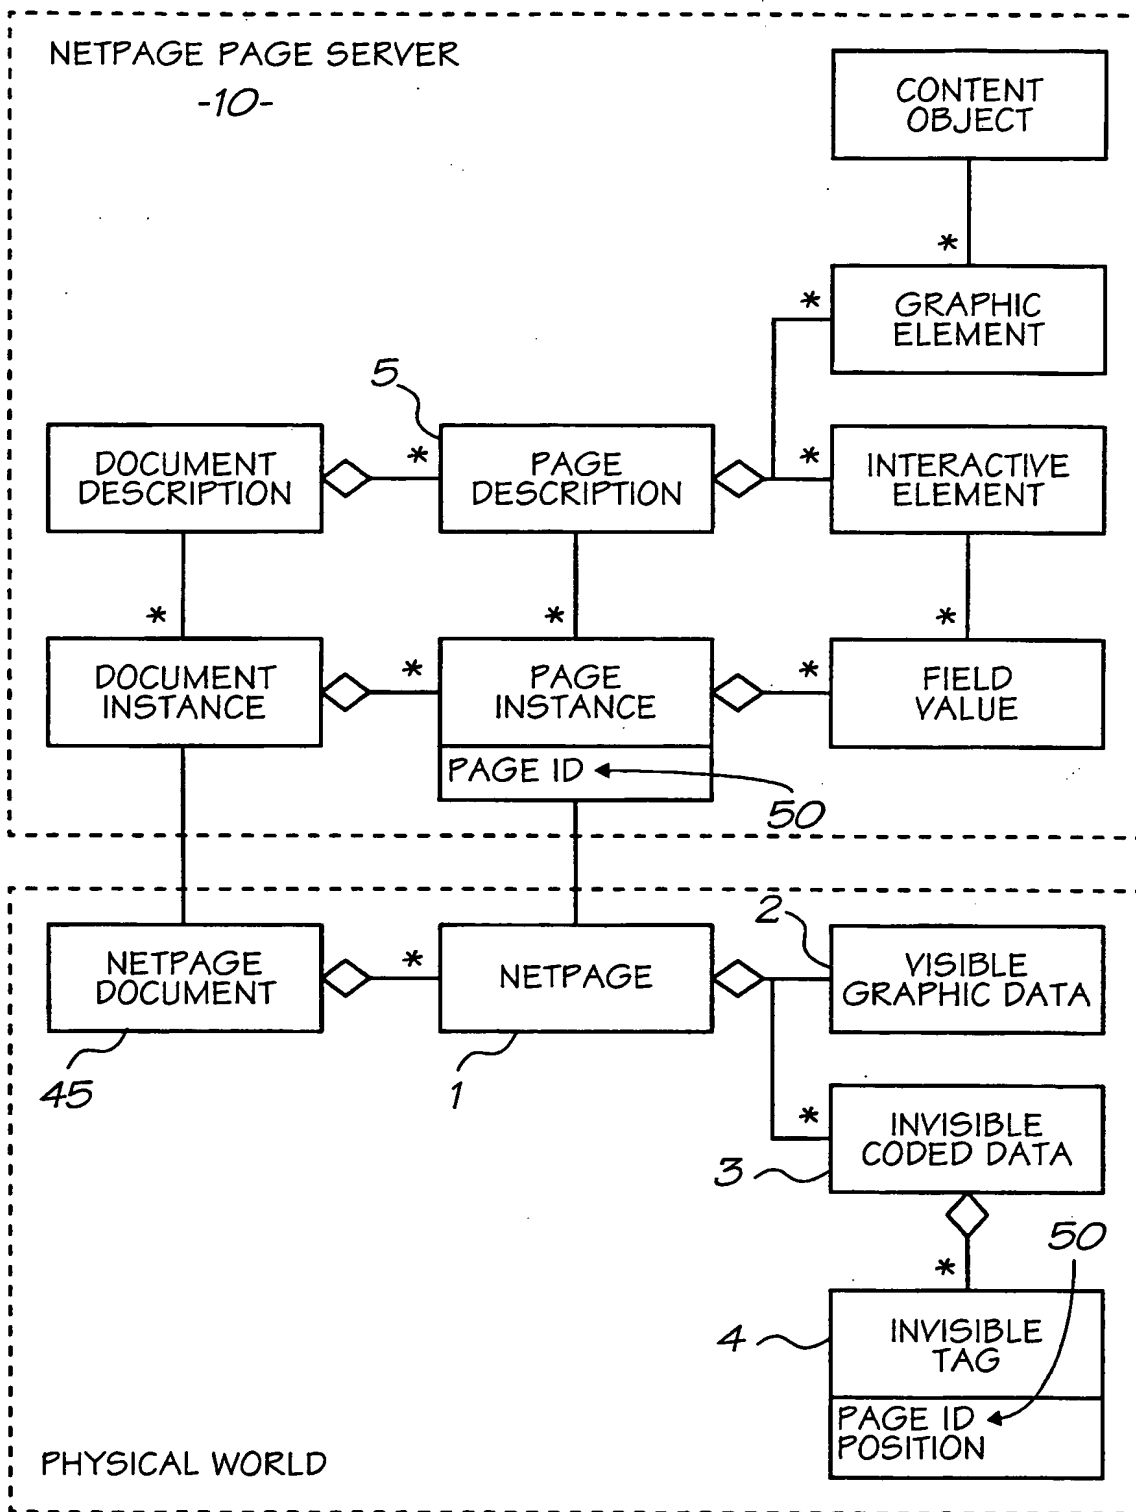 NETPAGE PAGE SERVER
-10-
CONTENT
OBJECT
*
GRAPHIC
ELEMENT
*
5
DOCUMENT
DESCRIPTION
*
PAGE
DESCRIPTION
*
INTERACTIVE
ELEMENT
*
*
*
DOCUMENT
INSTANCE
*
PAGE
INSTANCE
*
FIELD
VALUE
PAGE ID
50
NETPAGE
DOCUMENT
*
NETPAGE
2
VISIBLE
GRAPHIC DATA
45
1
*
INVISIBLE
CODED DATA
3
50
*
4
INVISIBLE
TAG
PAGE ID
POSITION
PHYSICAL WORLD